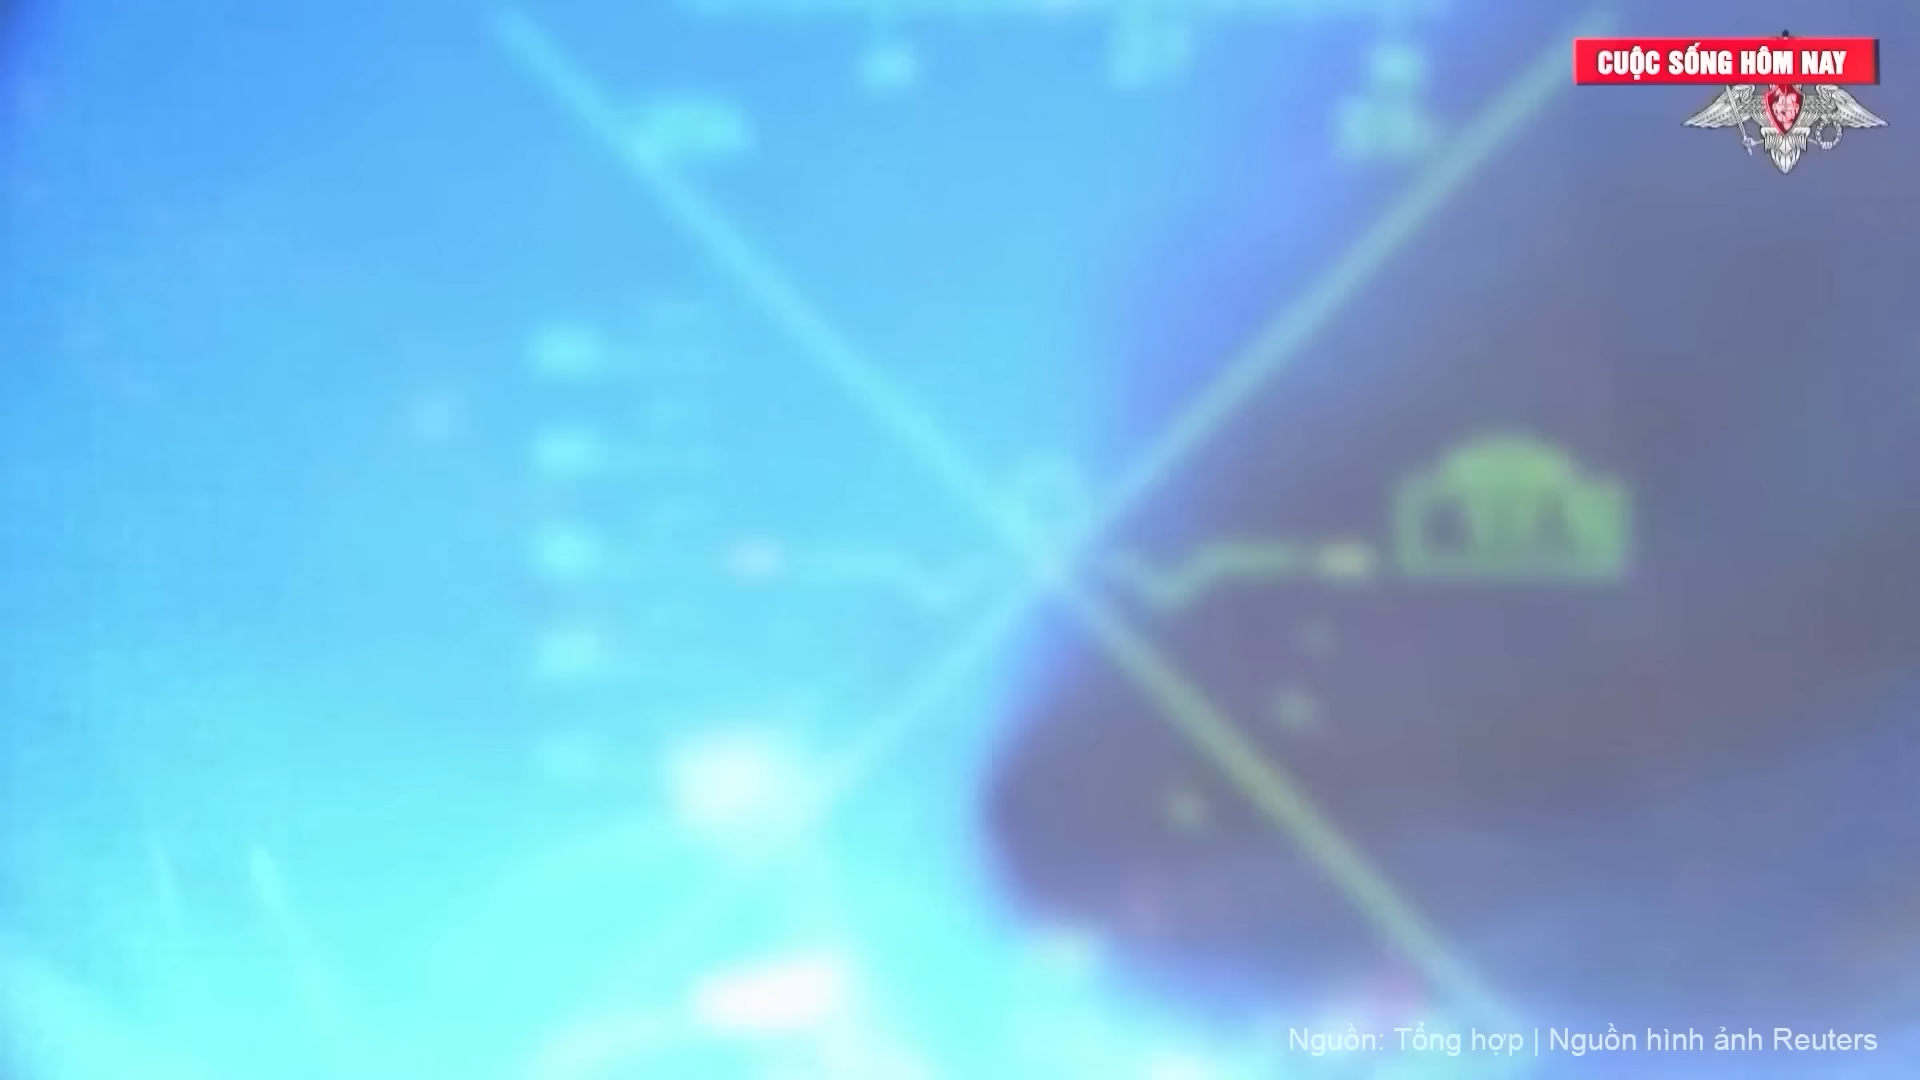 CUỘC SỐNG HÔM NAY
Nguồn: Tổng hợp | Nguồn hình ảnh Reuters